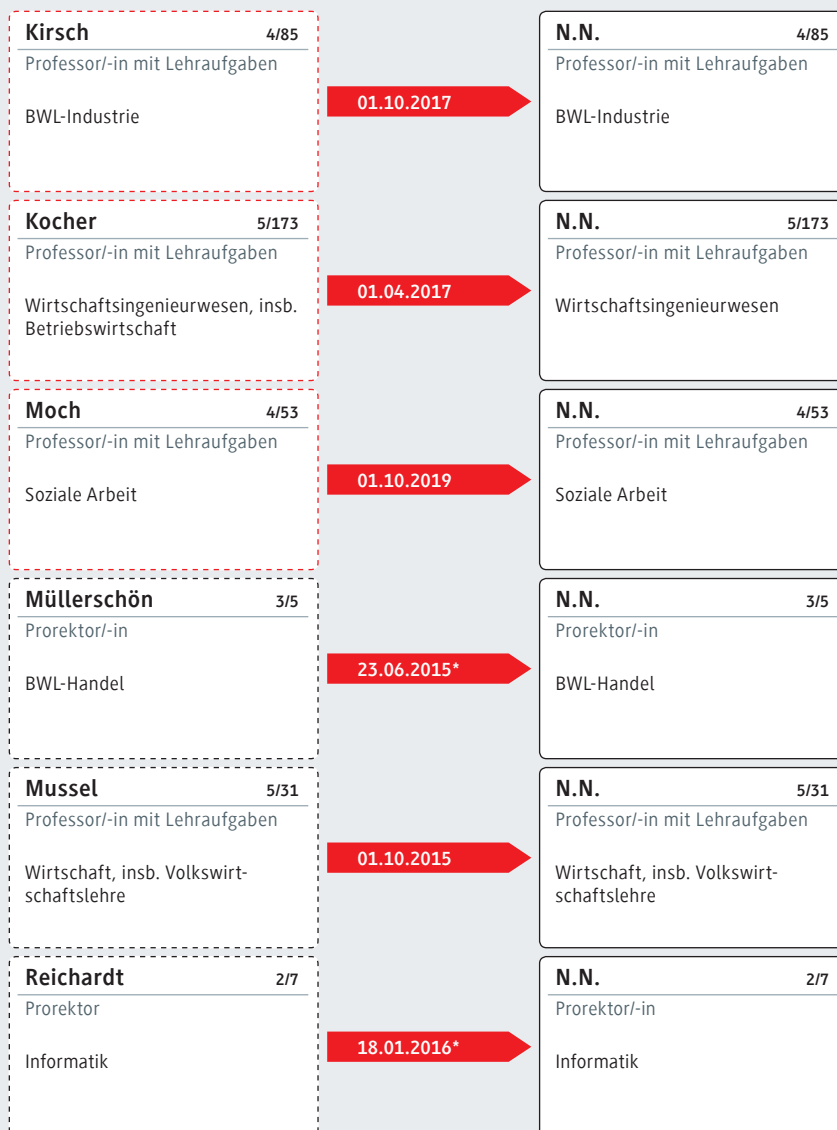 Kirsch 4/85
Professor/-in mit Lehraufgaben
BWL-Industrie
01.10.2017
N.N. 4/85
Professor/-in mit Lehraufgaben
BWL-Industrie
Kocher 5/173
Professor/-in mit Lehraufgaben
Wirtschaftsingenieurwesen, insb.
Betriebswirtschaft
01.04.2017
N.N. 5/173
Professor/-in mit Lehraufgaben
Wirtschaftsingenieurwesen
Moch 4/53
Professor/-in mit Lehraufgaben
Soziale Arbeit
01.10.2019
N.N. 4/53
Professor/-in mit Lehraufgaben
Soziale Arbeit
Müllerschön 3/5
Prorektor/-in
BWL-Handel
23.06.2015*
N.N. 3/5
Prorektor/-in
BWL-Handel
Mussel 5/31
Professor/-in mit Lehraufgaben
Wirtschaft, insb. Volkswirt-
schaftslehre
01.10.2015
N.N. 5/31
Professor/-in mit Lehraufgaben
Wirtschaft, insb. Volkswirt-
schaftslehre
Reichardt 2/7
Prorektor
Informatik
18.01.2016*
N.N. 2/7
Prorektor/-in
Informatik